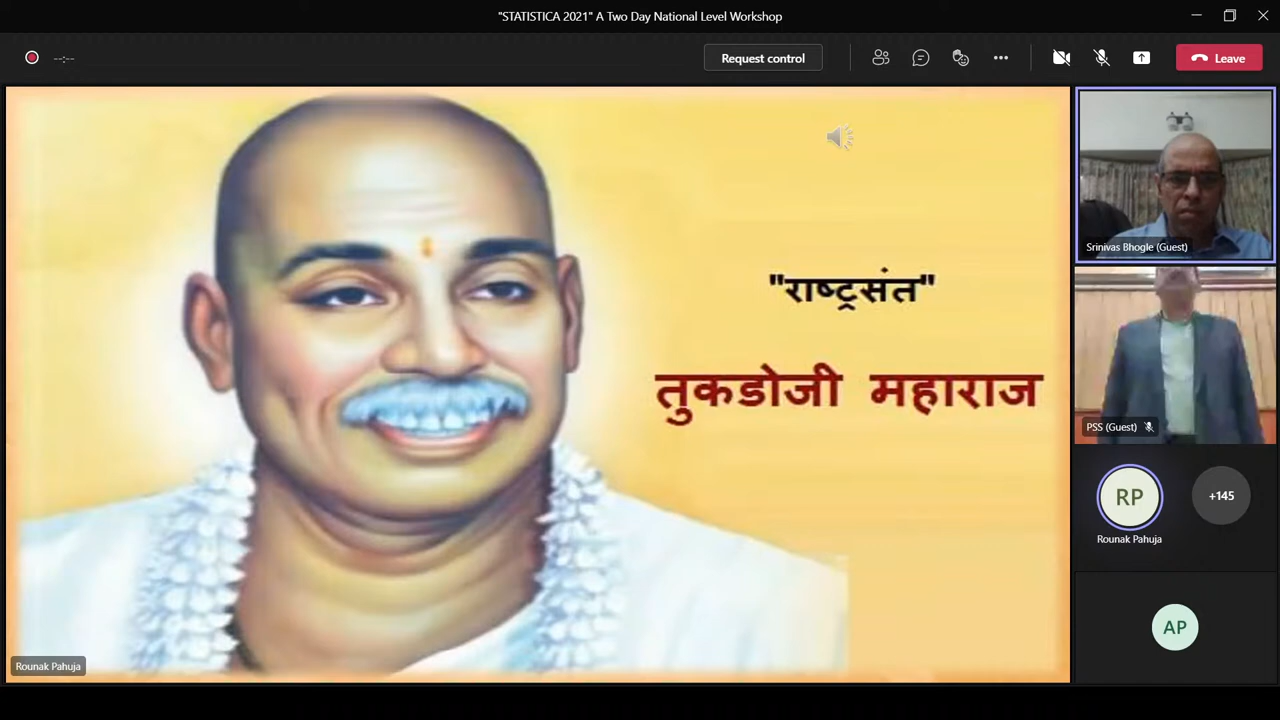 "STATISTICA 2021" A Two Day National Level Workshop
--:--
Request control
Leave
"राष्ट्रसंत"
तुकडोजी महाराज
Rounak Pahuja
Srinivas Bhogle (Guest)
PSS (Guest)
RP
+145
Rounak Pahuja
AP